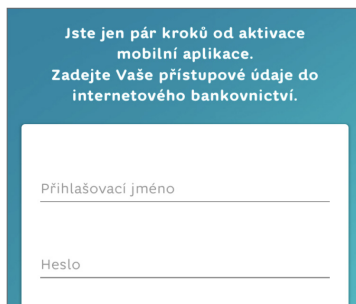 Jste jen pár kroků od aktivace
mobilní aplikace.
Zadejte Vaše přístupové údaje do
internetového bankovnictví.
Přihlašovací jméno
Heslo